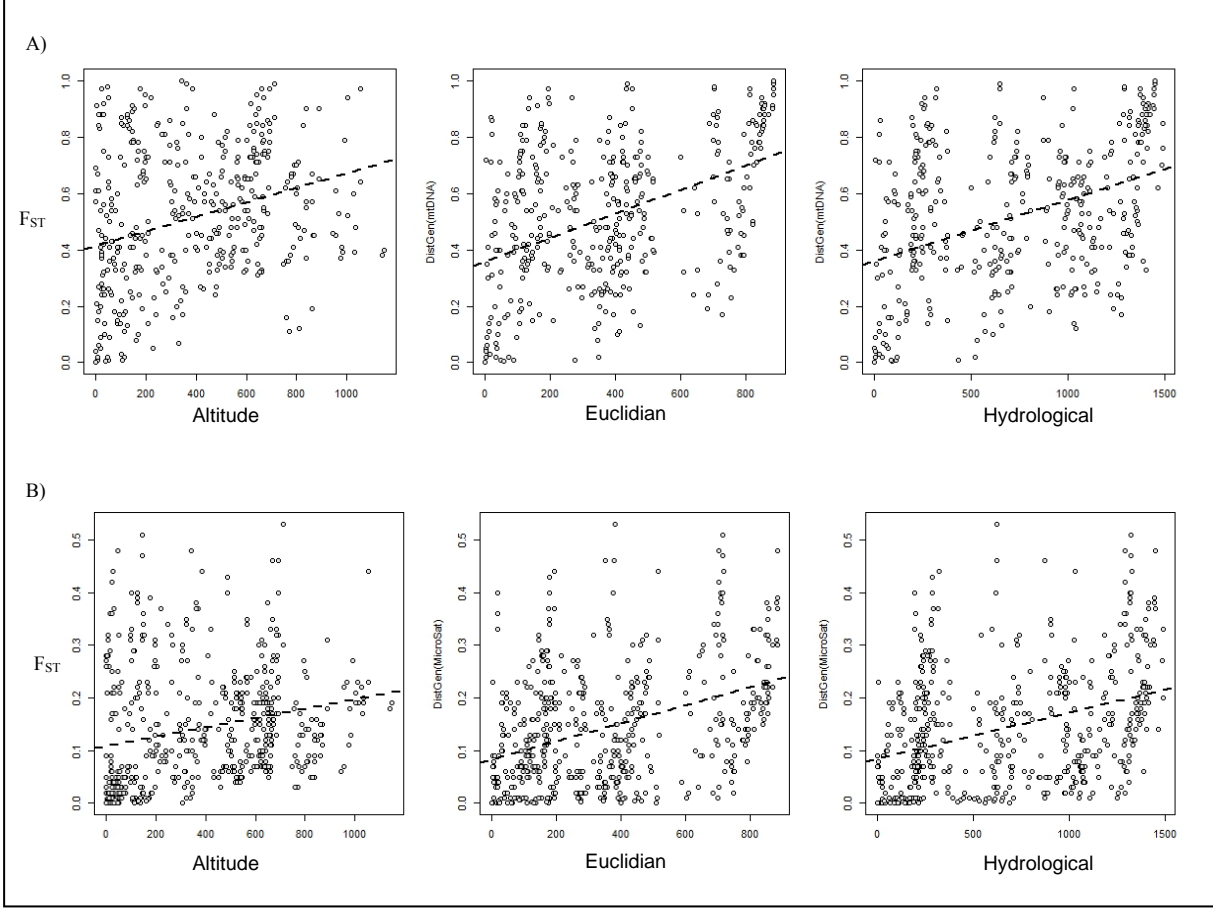 A)
F_ST
0.0 0.2 0.4 0.6 0.8 1.0
0 200 400 600 800 1000
Altitude
DistGen(mtDNA)
0.0 0.2 0.4 0.6 0.8 1.0
0 200 400 600 800
Euclidian
DistGen(mtDNA)
0.0 0.2 0.4 0.6 0.8 1.0
0 500 1000 1500
Hydrological
B)
F_ST
0.0 0.1 0.2 0.3 0.4 0.5
0 200 400 600 800 1000
Altitude
DistGen(MicroSat)
0.0 0.1 0.2 0.3 0.4 0.5
0 200 400 600 800
Euclidian
DistGen(MicroSat)
0.0 0.1 0.2 0.3 0.4 0.5
0 500 1000 1500
Hydrological